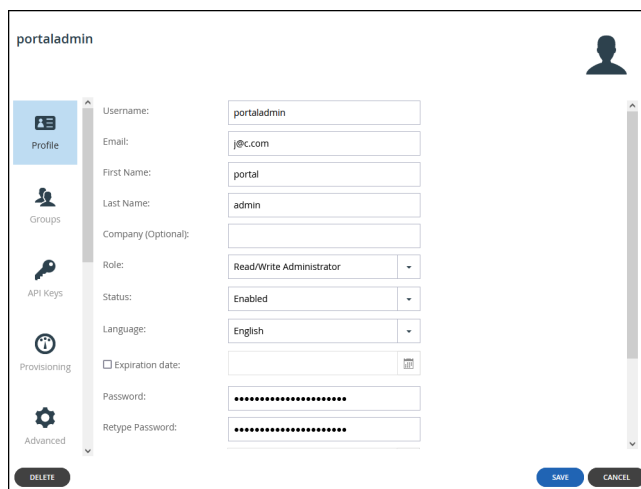 portaladmin
Profile
Groups
API Keys
Provisioning
Advanced
Username: portaladmin
Email: j@c.com
First Name: portal
Last Name: admin
Company (Optional):
Role: Read/Write Administrator
Status: Enabled
Language: English
Expiration date:
Password: ••••••••••••••••••••••
Retype Password: ••••••••••••••••••••••
DELETE
SAVE
CANCEL